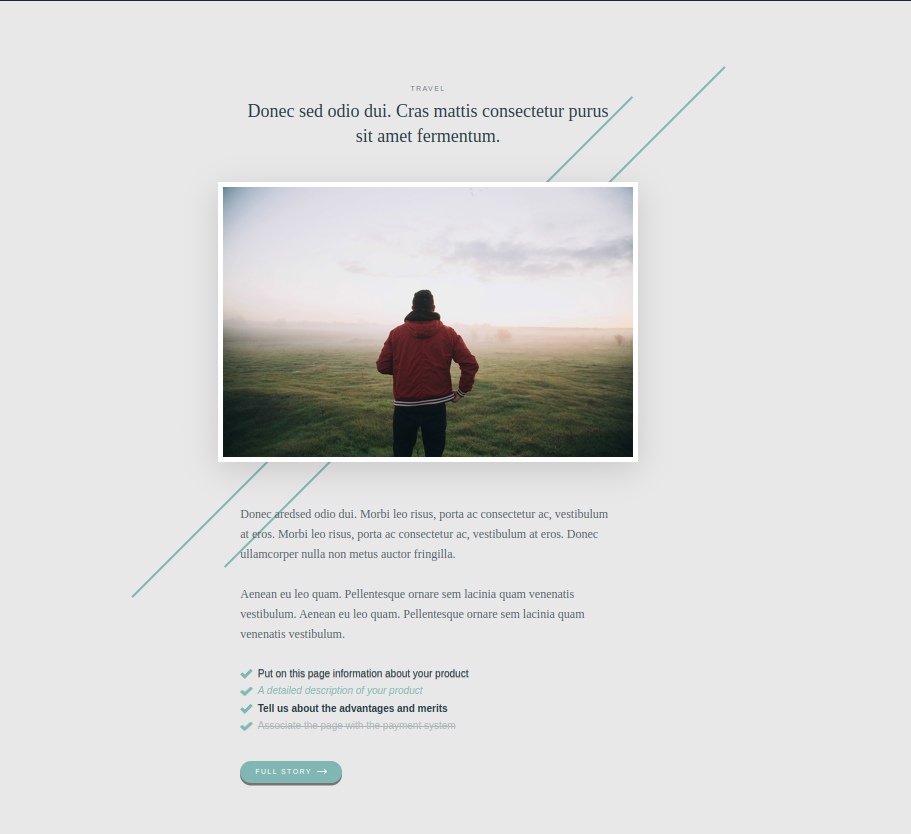 TRAVEL
Donec sed odio dui. Cras mattis consectetur purus
sit amet fermentum.
Donec aredsed odio dui. Morbi leo risus, porta ac consectetur ac, vestibulum
at eros. Morbi leo risus, porta ac consectetur ac, vestibulum at eros. Donec
ullamcorper nulla non metus auctor fringilla.
Aenean eu leo quam. Pellentesque ornare sem lacinia quam venenatis
vestibulum. Aenean eu leo quam. Pellentesque ornare sem lacinia quam
venenatis vestibulum.
Put on this page information about your product
A detailed description of your product
Tell us about the advantages and merits
Associate the page with the payment system
FULL STORY